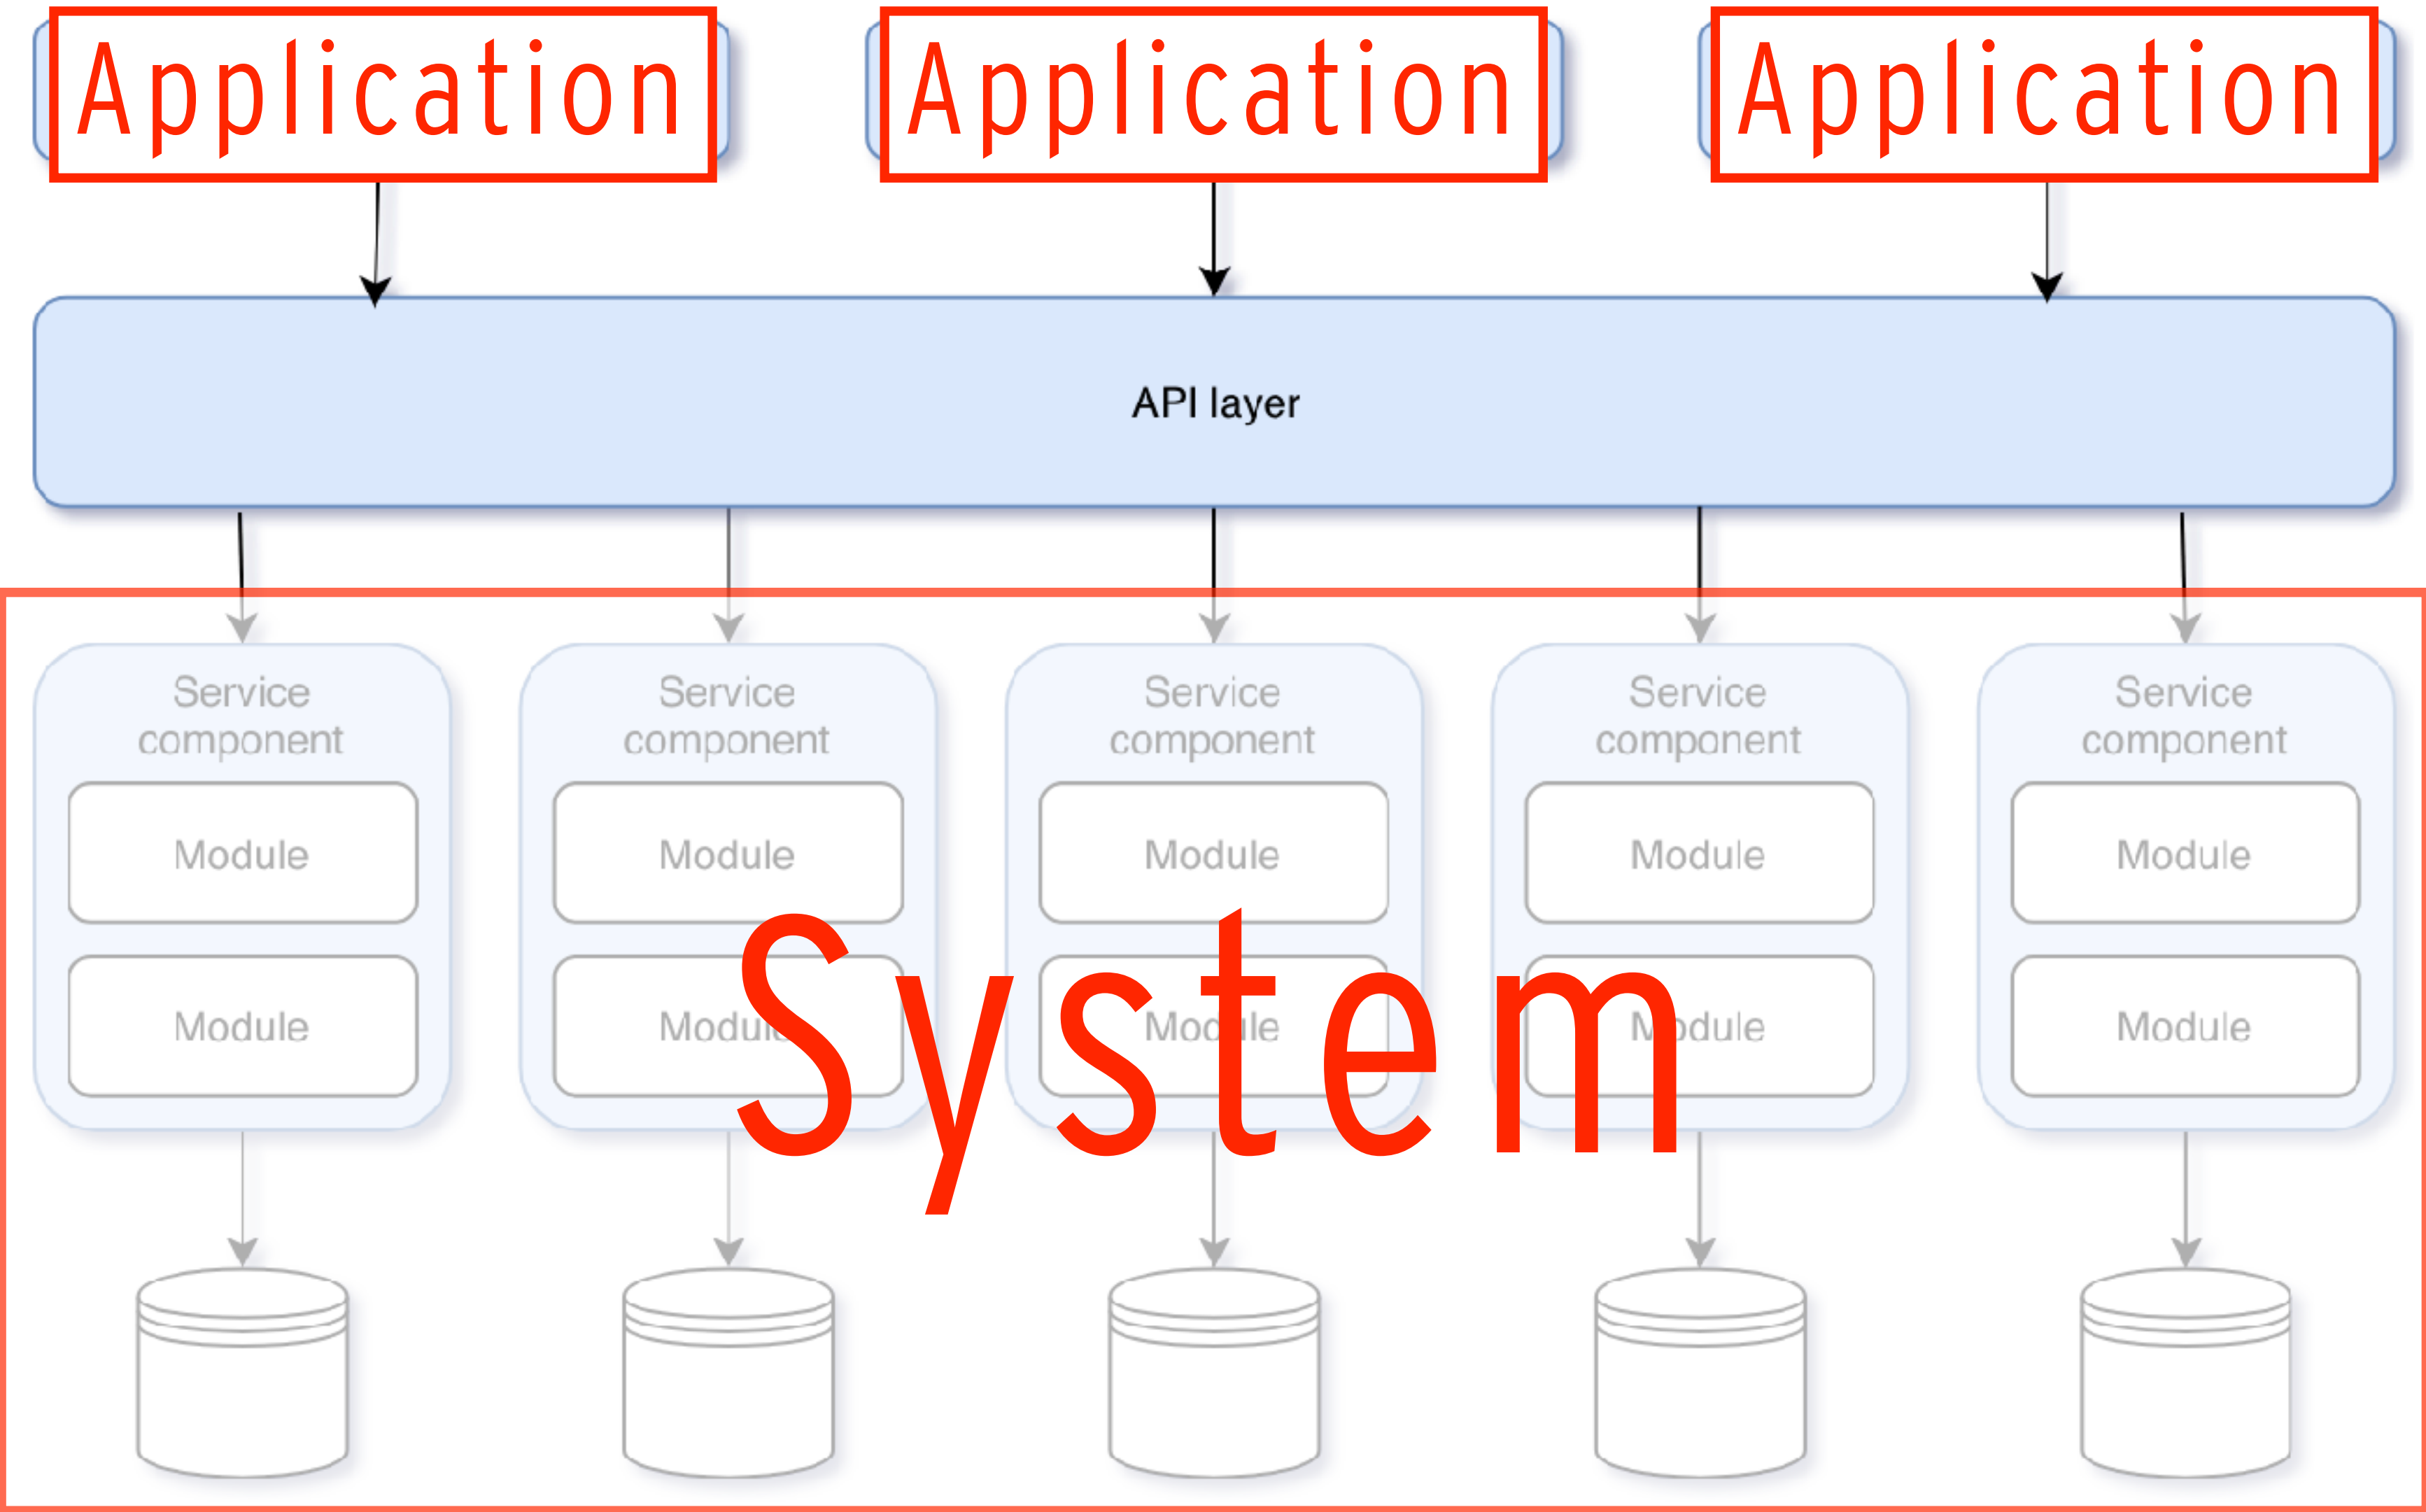 Application Application Application
API layer
Service Service Service Service Service
component component component component component
Module Module Module Module Module
Module Module Module Module Module
System